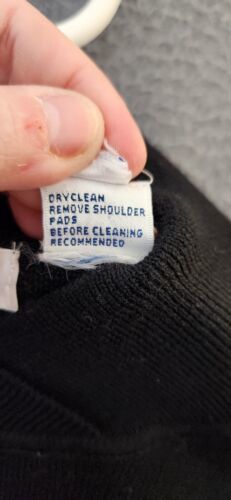 DRYCLEAN
REMOVE SHOULDER
PADS
BEFORE CLEANING
RECOMMENDED